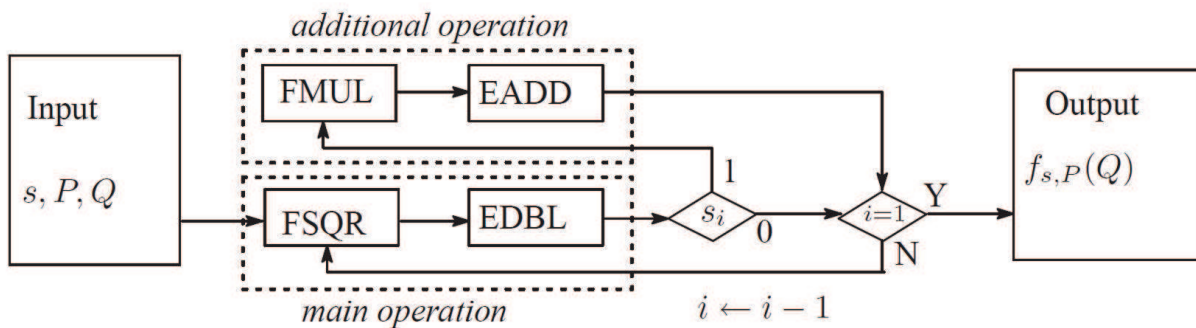 additional operation
FMUL
EADD
Input
s, P, Q
1
Output
f_{s,P}(Q)
FSQR
EDBL
s_i
0
i=1
Y
N
main operation
i ← i − 1